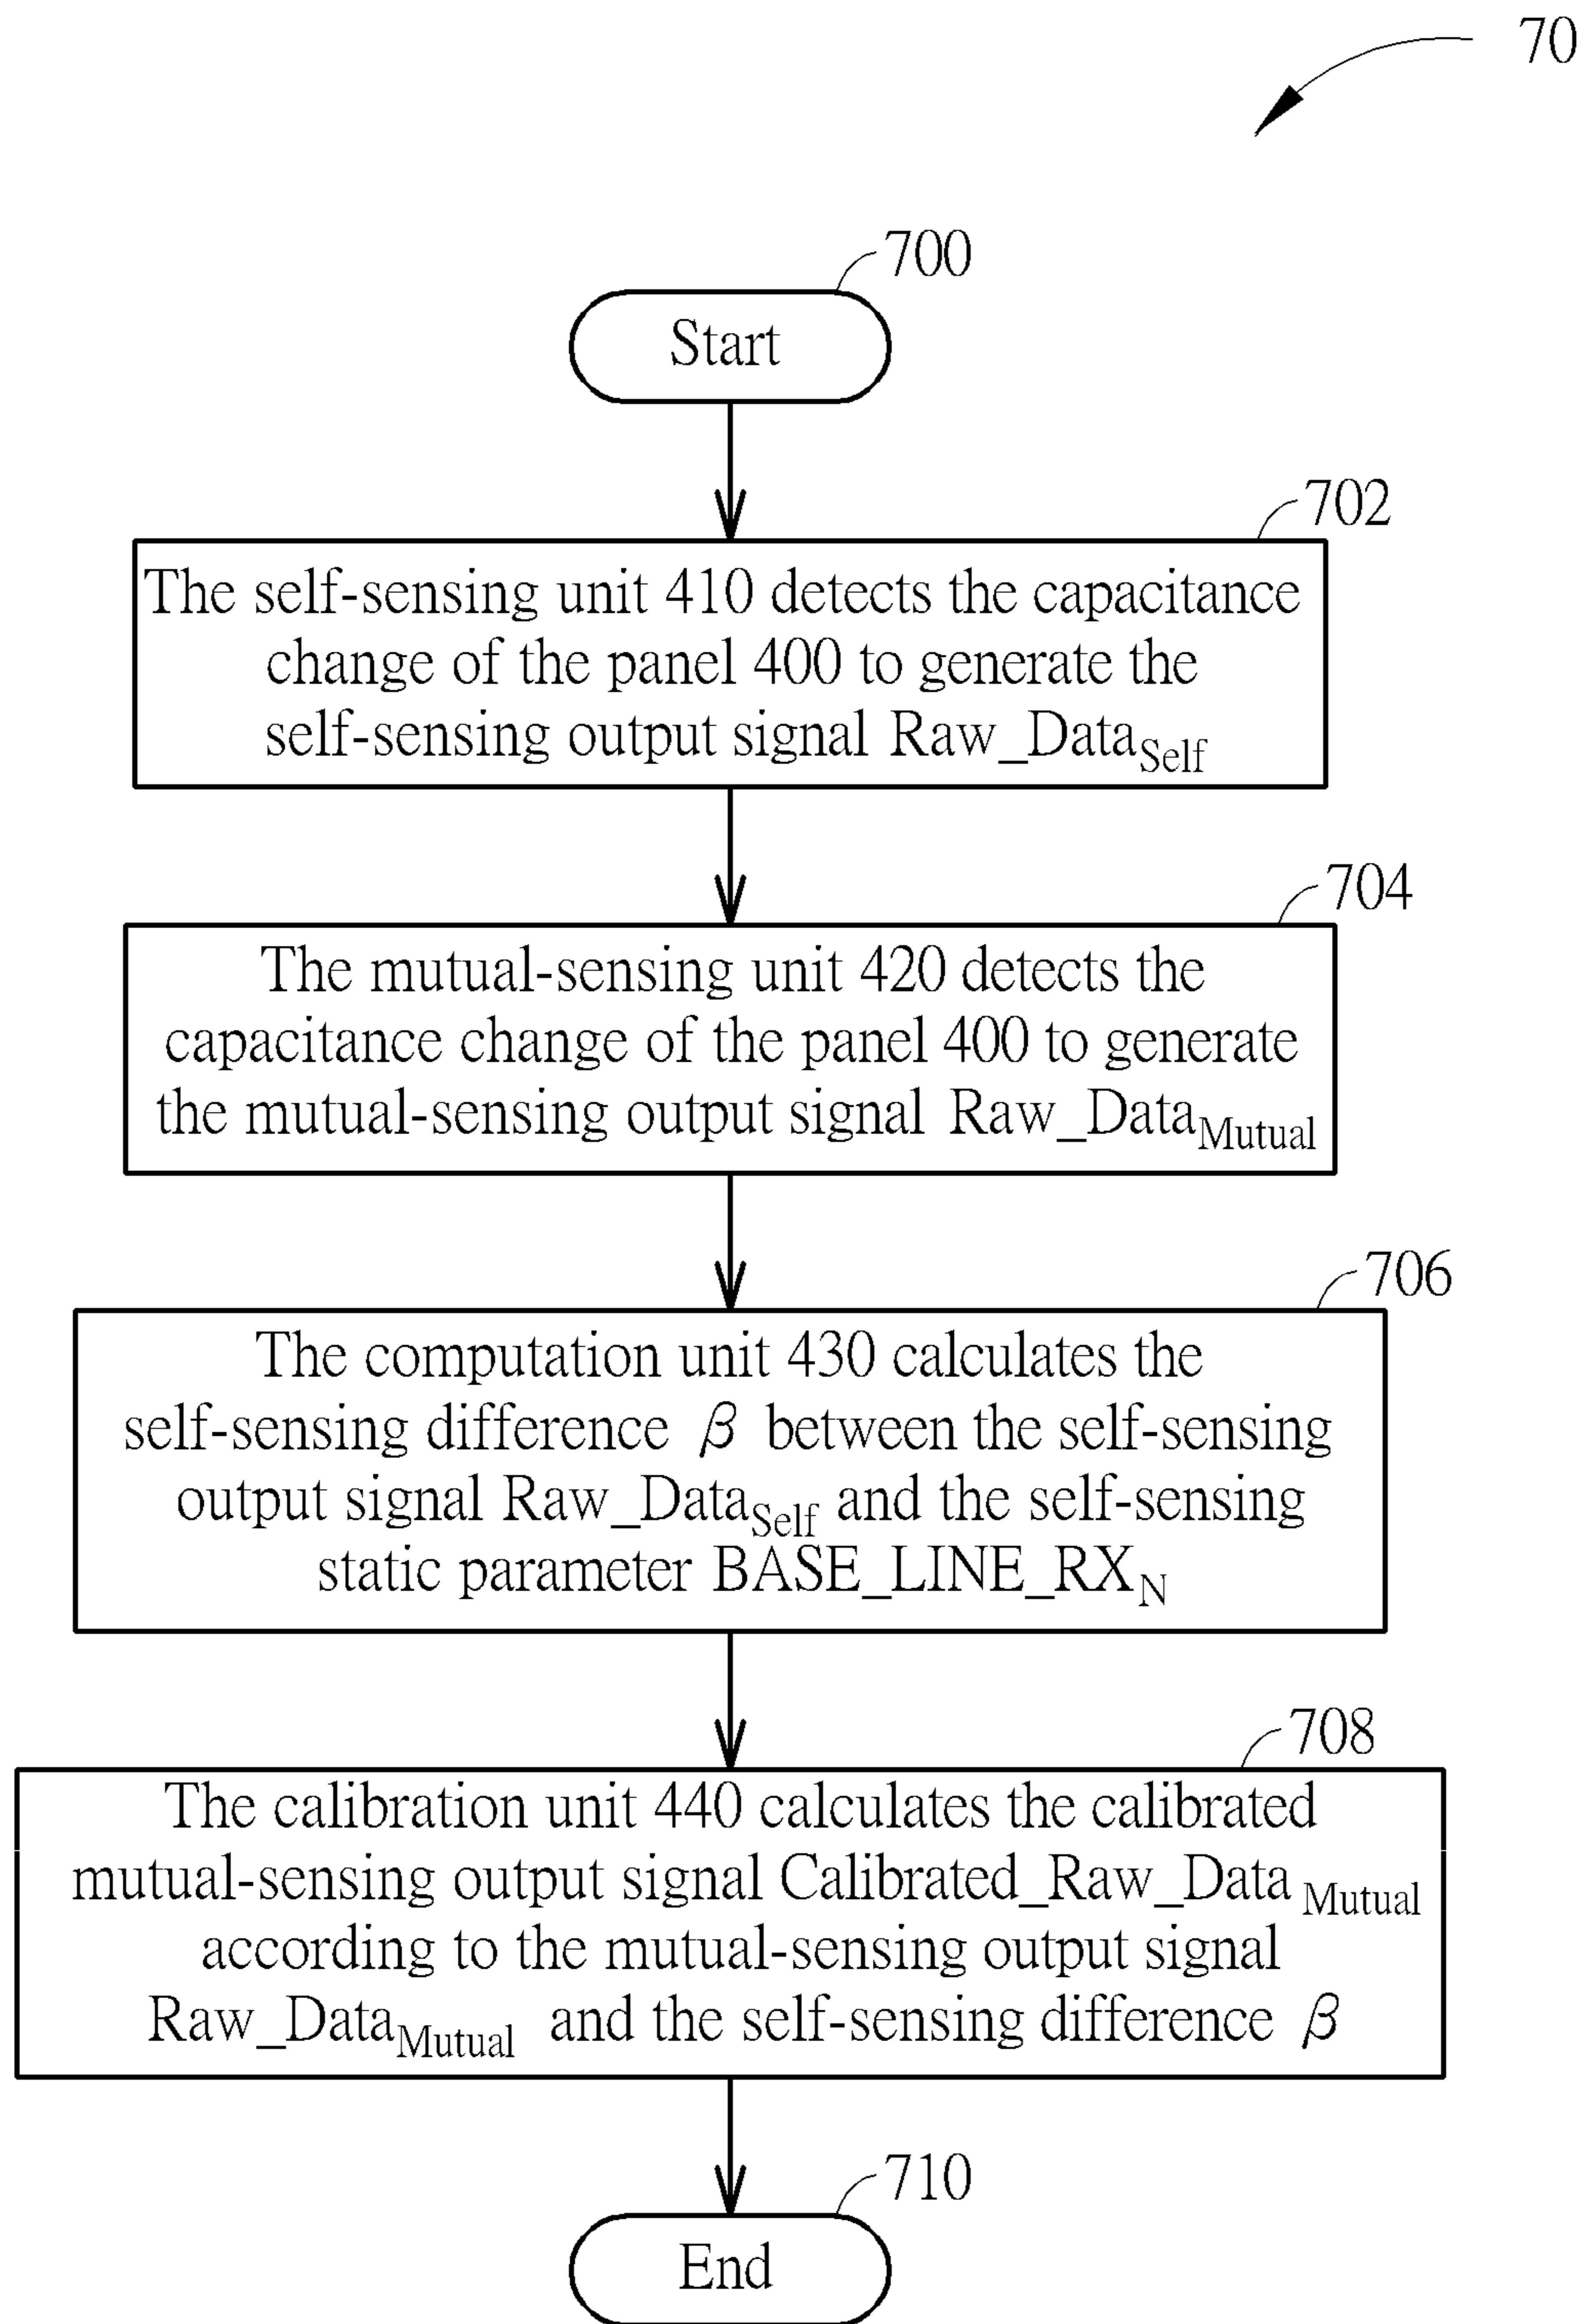 70
700
Start
702
The self-sensing unit 410 detects the capacitance
change of the panel 400 to generate the
self-sensing output signal Raw_DataSelf
704
The mutual-sensing unit 420 detects the
capacitance change of the panel 400 to generate
the mutual-sensing output signal Raw_DataMutual
706
The computation unit 430 calculates the
self-sensing difference β between the self-sensing
output signal Raw_DataSelf and the self-sensing
static parameter BASE_LINE_RXN
708
The calibration unit 440 calculates the calibrated
mutual-sensing output signal Calibrated_Raw_Data Mutual
according to the mutual-sensing output signal
Raw_DataMutual and the self-sensing difference β
710
End